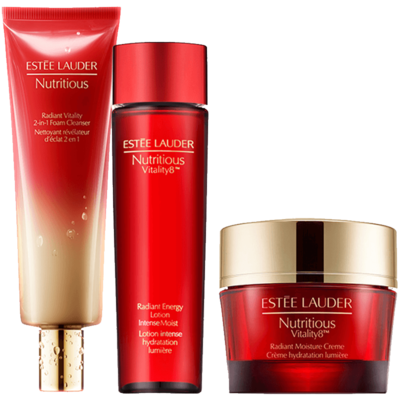 ESTĒE LAUDER
Nutritious
Radiant Vitality
2-in-1 Foam Cleanser
Nettoyant révélateur
d'éclat 2 en 1
ESTĒE LAUDER
Nutritious
Vitality8™
Radiant Energy
Lotion
Intense Moist
Lotion intense
hydratation
lumière
ESTĒE LAUDER
Nutritious
Vitality8™
Radiant Moisture Creme
Crème hydratation lumière